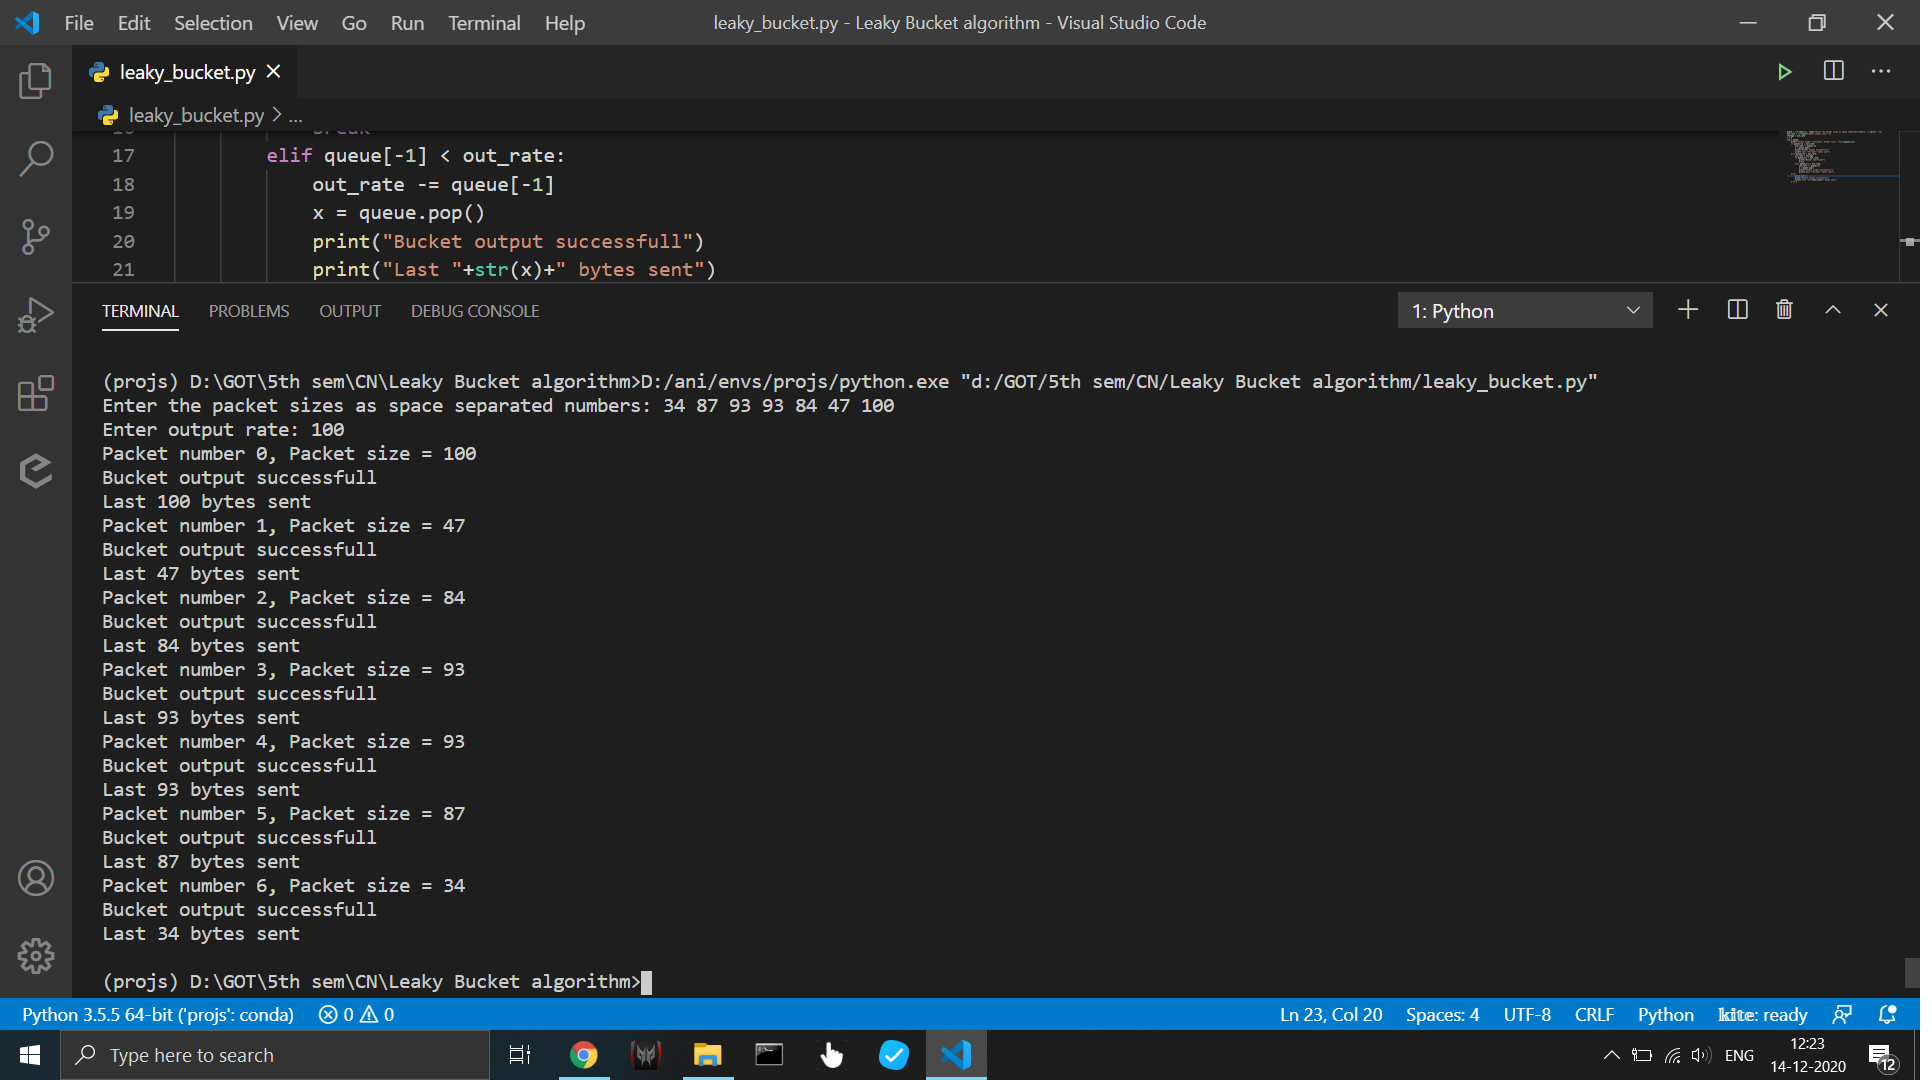 File Edit Selection View Go Run Terminal Help leaky_bucket.py - Leaky Bucket algorithm - Visual Studio Code
leaky_bucket.py
leaky_bucket.py > ...
16 break
17 elif queue[-1] < out_rate:
18 out_rate -= queue[-1]
19 x = queue.pop()
20 print("Bucket output successfull")
21 print("Last "+str(x)+" bytes sent")
TERMINAL PROBLEMS OUTPUT DEBUG CONSOLE 1: Python
(projs) D:\GOT\5th sem\CN\Leaky Bucket algorithm>D:/ani/envs/projs/python.exe "d:/GOT/5th sem/CN/Leaky Bucket algorithm/leaky_bucket.py"
Enter the packet sizes as space separated numbers: 34 87 93 93 84 47 100
Enter output rate: 100
Packet number 0, Packet size = 100
Bucket output successfull
Last 100 bytes sent
Packet number 1, Packet size = 47
Bucket output successfull
Last 47 bytes sent
Packet number 2, Packet size = 84
Bucket output successfull
Last 84 bytes sent
Packet number 3, Packet size = 93
Bucket output successfull
Last 93 bytes sent
Packet number 4, Packet size = 93
Bucket output successfull
Last 93 bytes sent
Packet number 5, Packet size = 87
Bucket output successfull
Last 87 bytes sent
Packet number 6, Packet size = 34
Bucket output successfull
Last 34 bytes sent
(projs) D:\GOT\5th sem\CN\Leaky Bucket algorithm>
Python 3.5.5 64-bit ('projs': conda) 0 0 Ln 23, Col 20 Spaces: 4 UTF-8 CRLF Python kite: ready
Type here to search ENG 12:23
14-12-2020 12